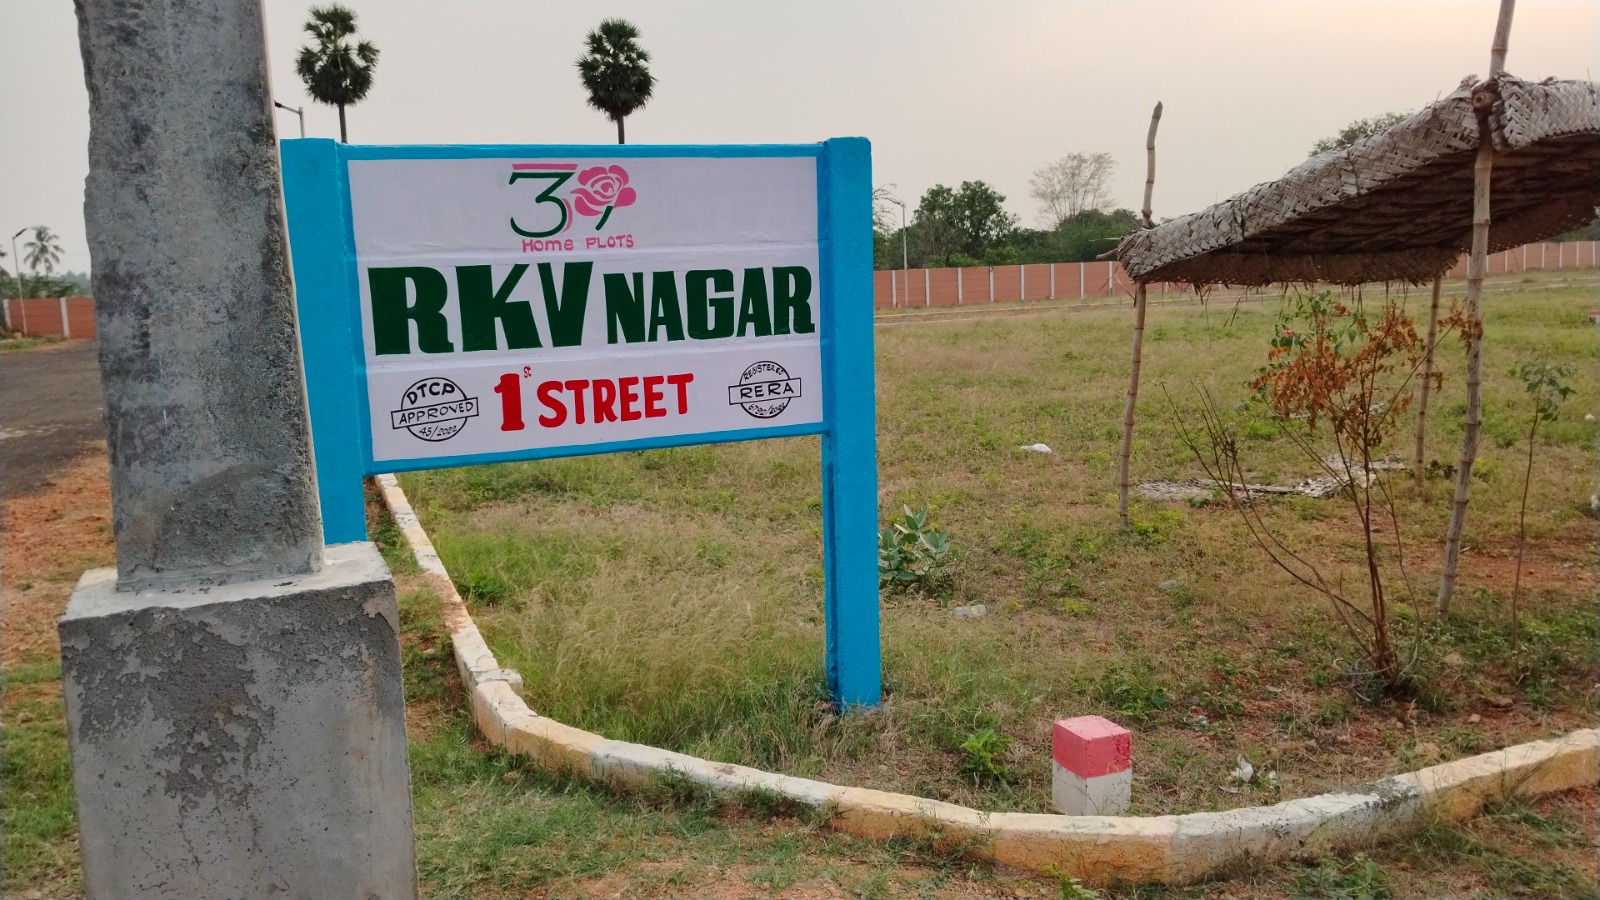 39
Home PLOTS
RKV NAGAR
1st STREET
DTCP
APPROVED
45/2022
REGISTERED
RERA